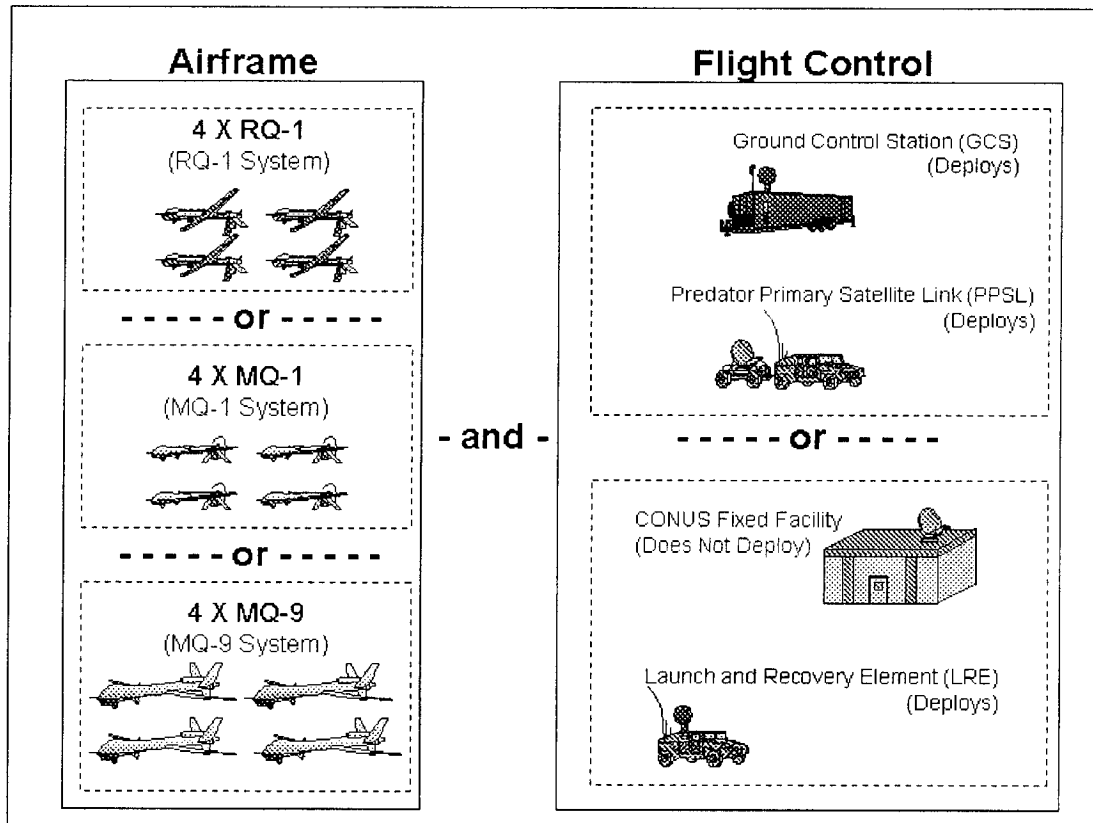 Airframe
4 X RQ-1
(RQ-1 System)
- - - - - or - - - - -
4 X MQ-1
(MQ-1 System)
- - - - - or - - - - -
4 X MQ-9
(MQ-9 System)
- and -
Flight Control
Ground Control Station (GCS)
(Deploys)
Predator Primary Satellite Link (PPSL)
(Deploys)
- - - - - or - - - - -
CONUS Fixed Facility
(Does Not Deploy)
Launch and Recovery Element (LRE)
(Deploys)